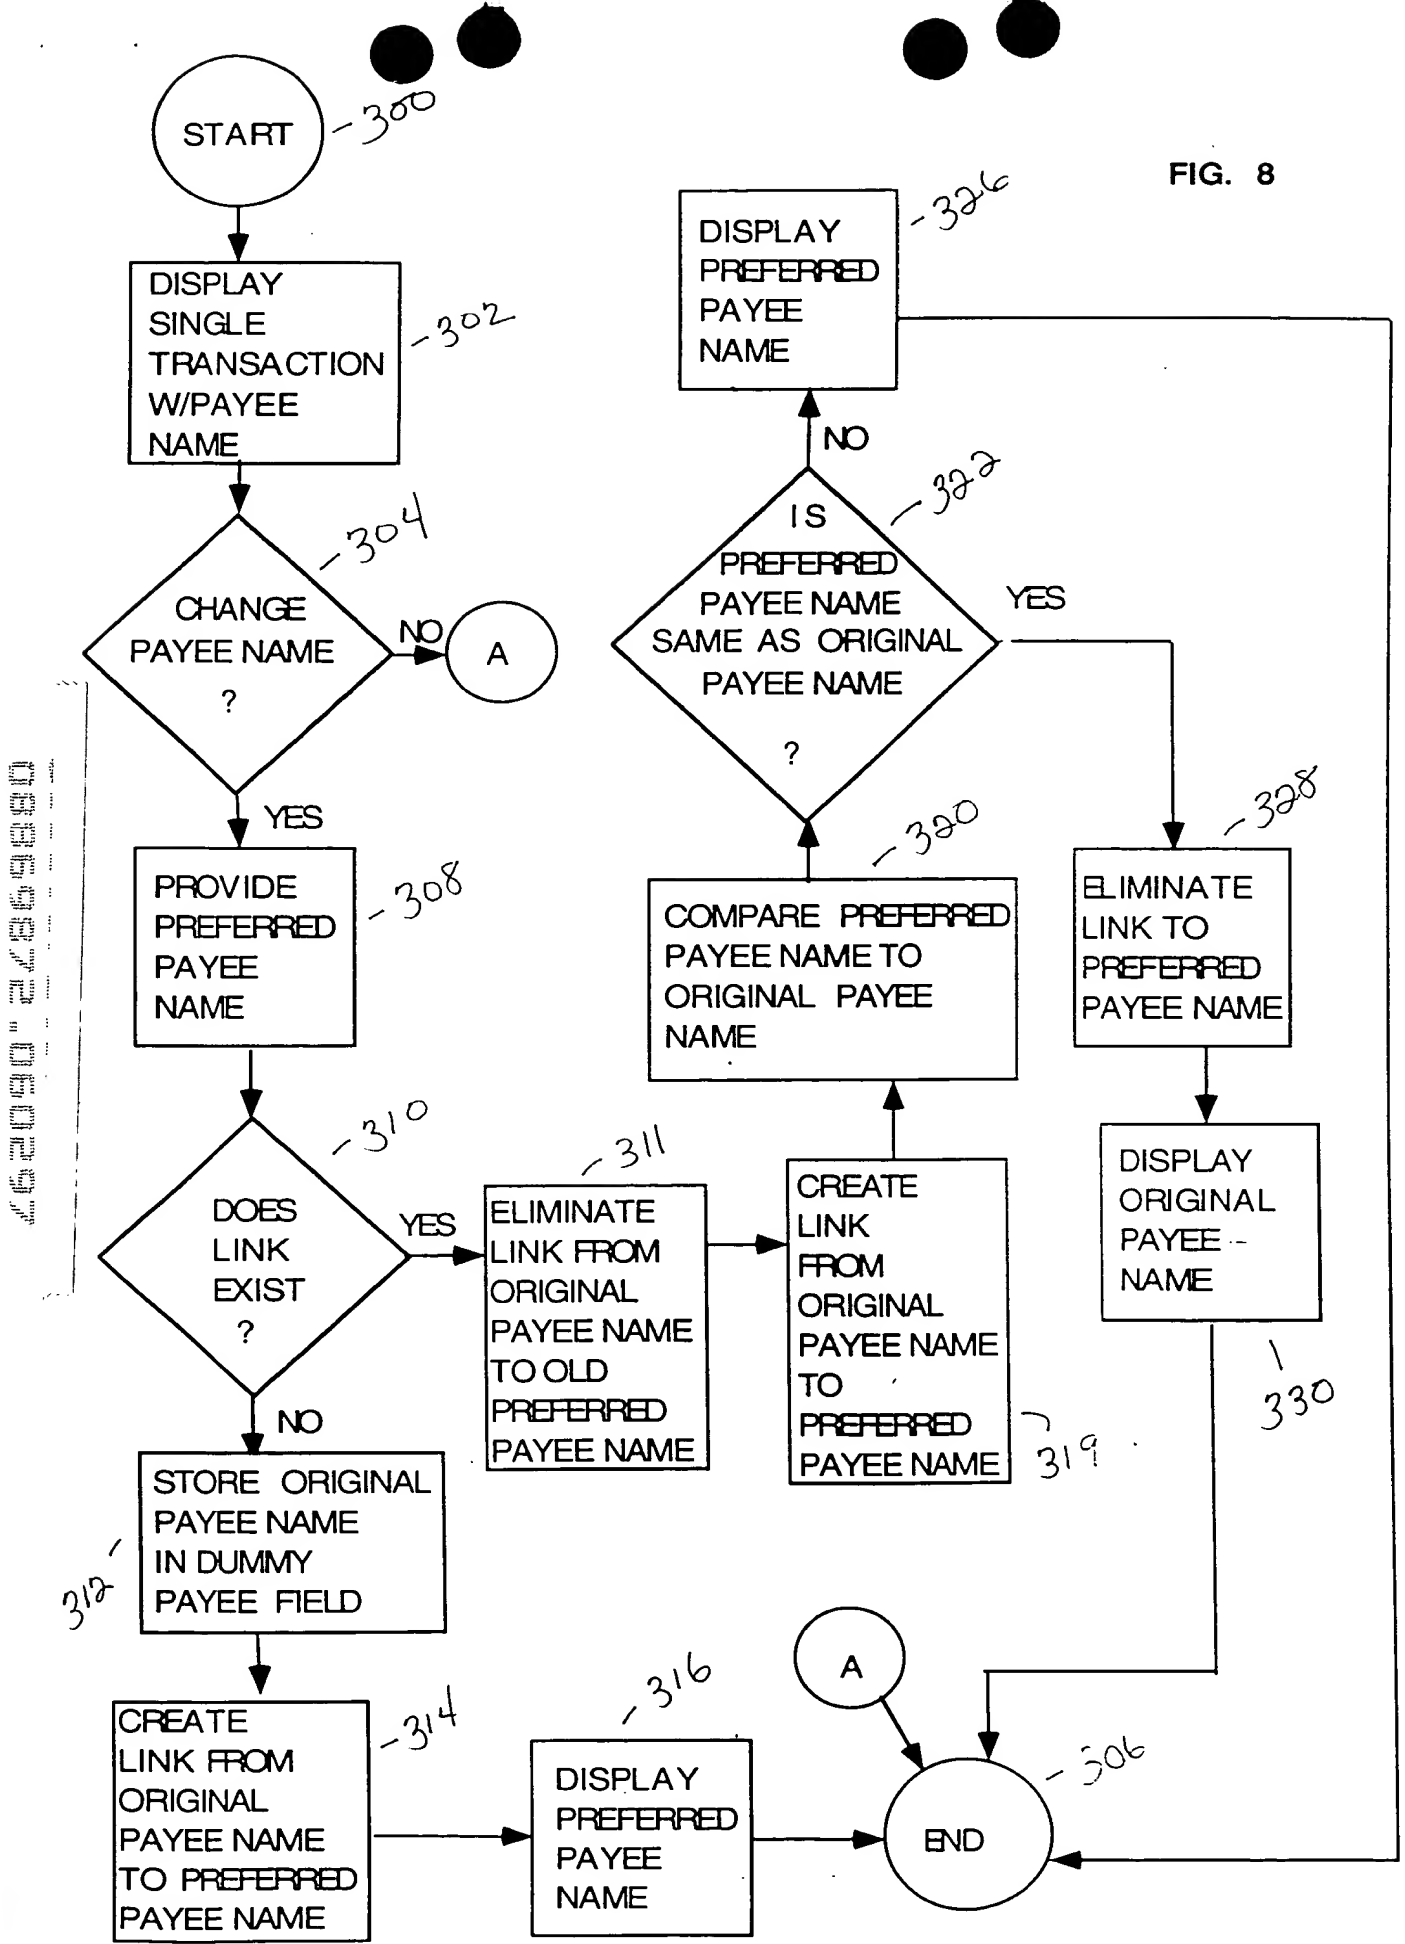 START
300
FIG. 8
DISPLAY
SINGLE
TRANSACTION
W/PAYEE
NAME
302
CHANGE
PAYEE NAME
?
304
NO
A
YES
PROVIDE
PREFERRED
PAYEE
NAME
308
DOES
LINK
EXIST
?
310
YES
NO
ELIMINATE
LINK FROM
ORIGINAL
PAYEE NAME
TO OLD
PREFERRED
PAYEE NAME
311
CREATE
LINK
FROM
ORIGINAL
PAYEE NAME
TO
PREFERRED
PAYEE NAME
319
COMPARE PREFERRED
PAYEE NAME TO
ORIGINAL PAYEE
NAME
320
IS
PREFERRED
PAYEE NAME
SAME AS ORIGINAL
PAYEE NAME
?
322
NO
YES
DISPLAY
PREFERRED
PAYEE
NAME
326
ELIMINATE
LINK TO
PREFERRED
PAYEE NAME
328
DISPLAY
ORIGINAL
PAYEE
NAME
330
STORE ORIGINAL
PAYEE NAME
IN DUMMY
PAYEE FIELD
312
CREATE
LINK FROM
ORIGINAL
PAYEE NAME
TO PREFERRED
PAYEE NAME
314
DISPLAY
PREFERRED
PAYEE
NAME
316
A
END
306
08869872.060297